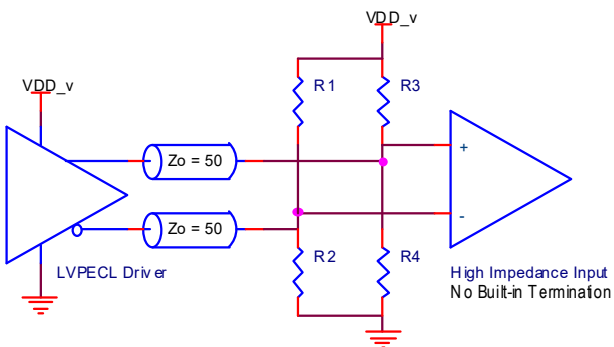 VDD_v
VDD_v
R1
R3
Zo = 50
+
Zo = 50
-
R2
R4
LVPECL Driver
High Impedance Input
No Built-in Termination